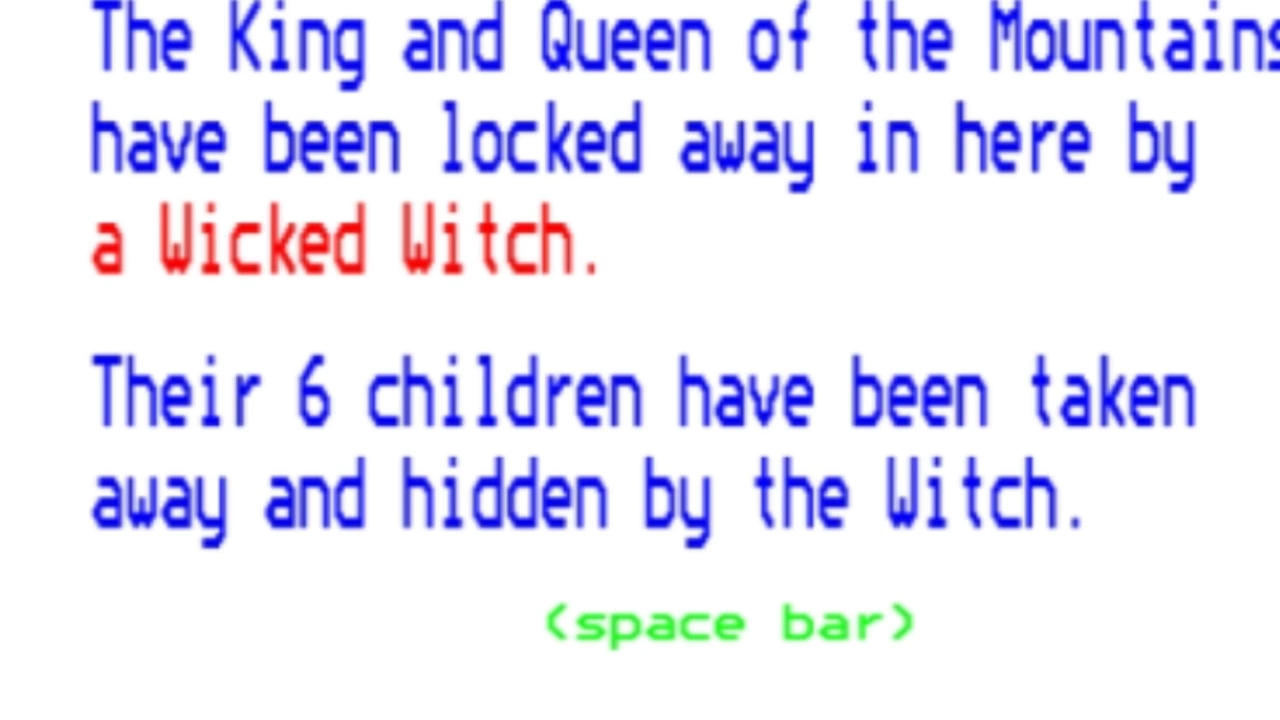 The King and Queen of the Mountains
have been locked away in here by
a Wicked Witch.
Their 6 children have been taken
away and hidden by the Witch.
(space bar)